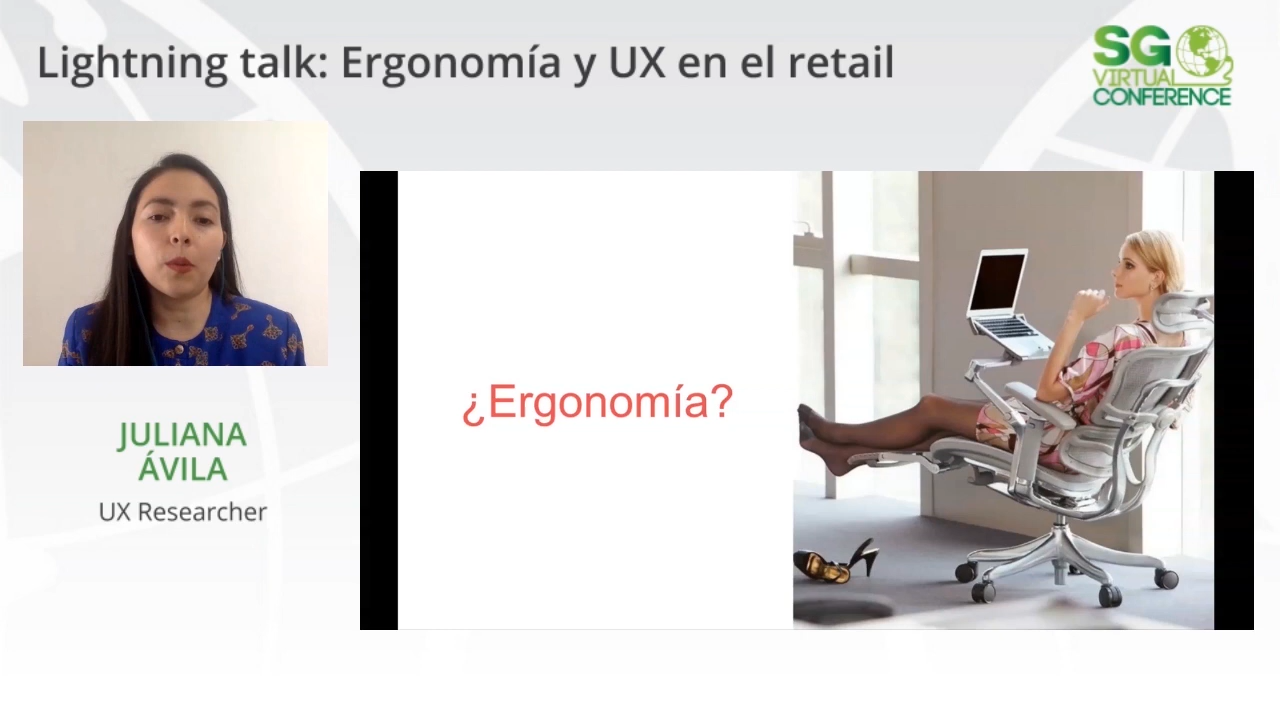 Lightning talk: Ergonomía y UX en el retail
SG
VIRTUAL
CONFERENCE
¿Ergonomía?
JULIANA
ÁVILA
UX Researcher